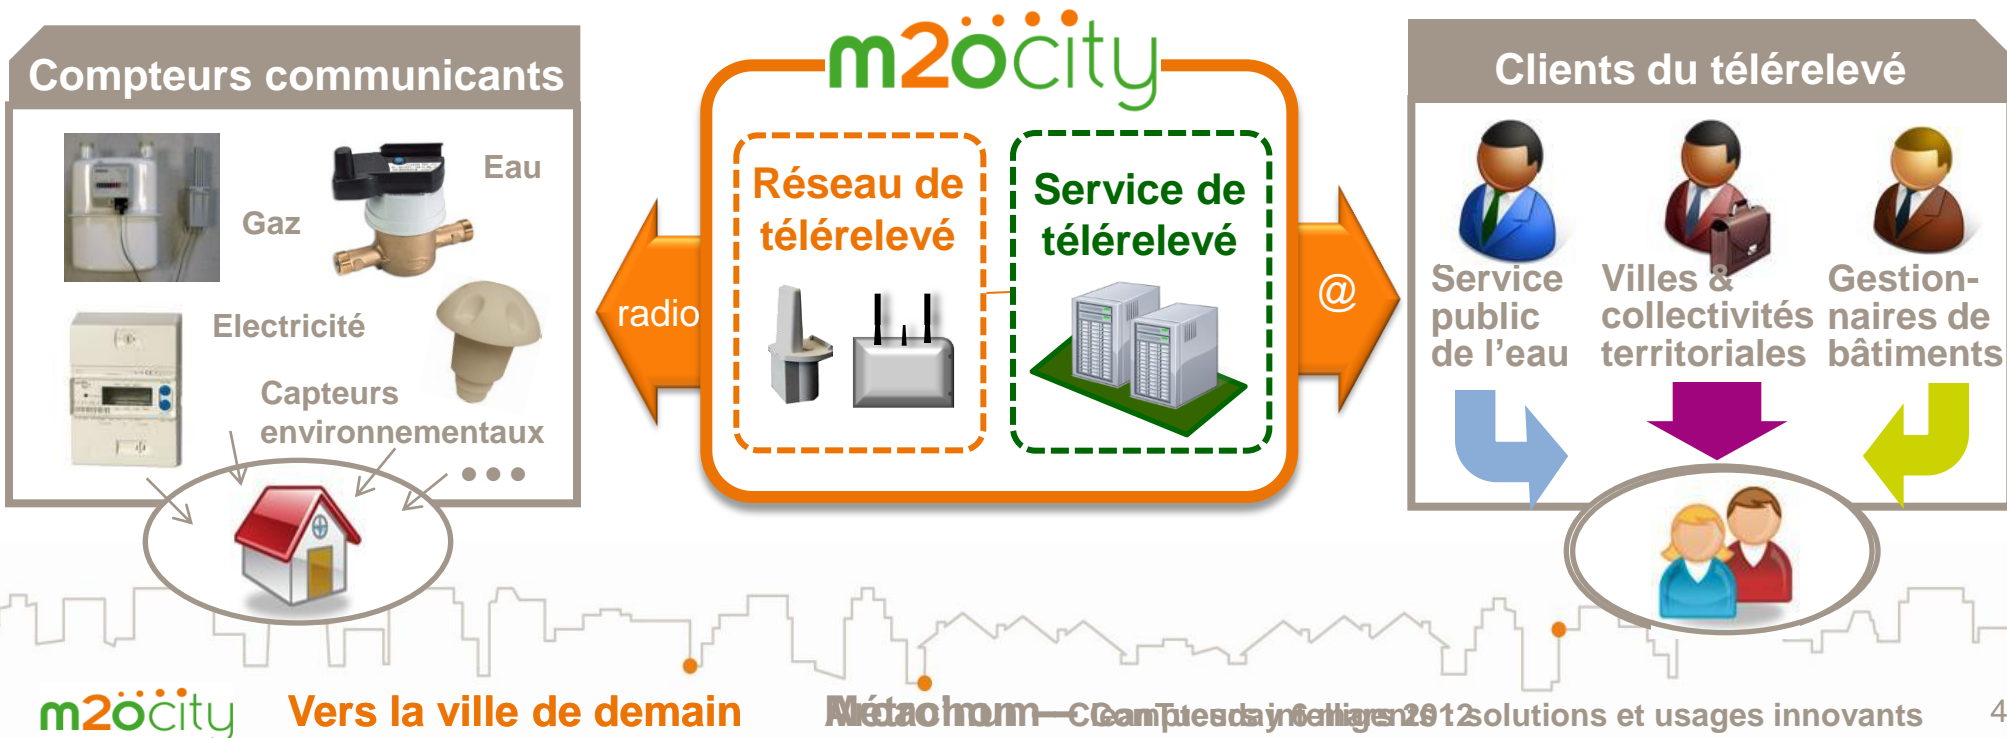 m2ocity
Compteurs communicants
Eau
Gaz
Electricité
Capteurs
environnementaux
radio
Réseau de
télérelevé
Service de
télérelevé
@
Clients du télérelevé
Service
public
de l'eau
Villes &
collectivités
territoriales
Gestion-
naires de
bâtiments
m2ocity
Vers la ville de demain
solutions et usages innovants
4